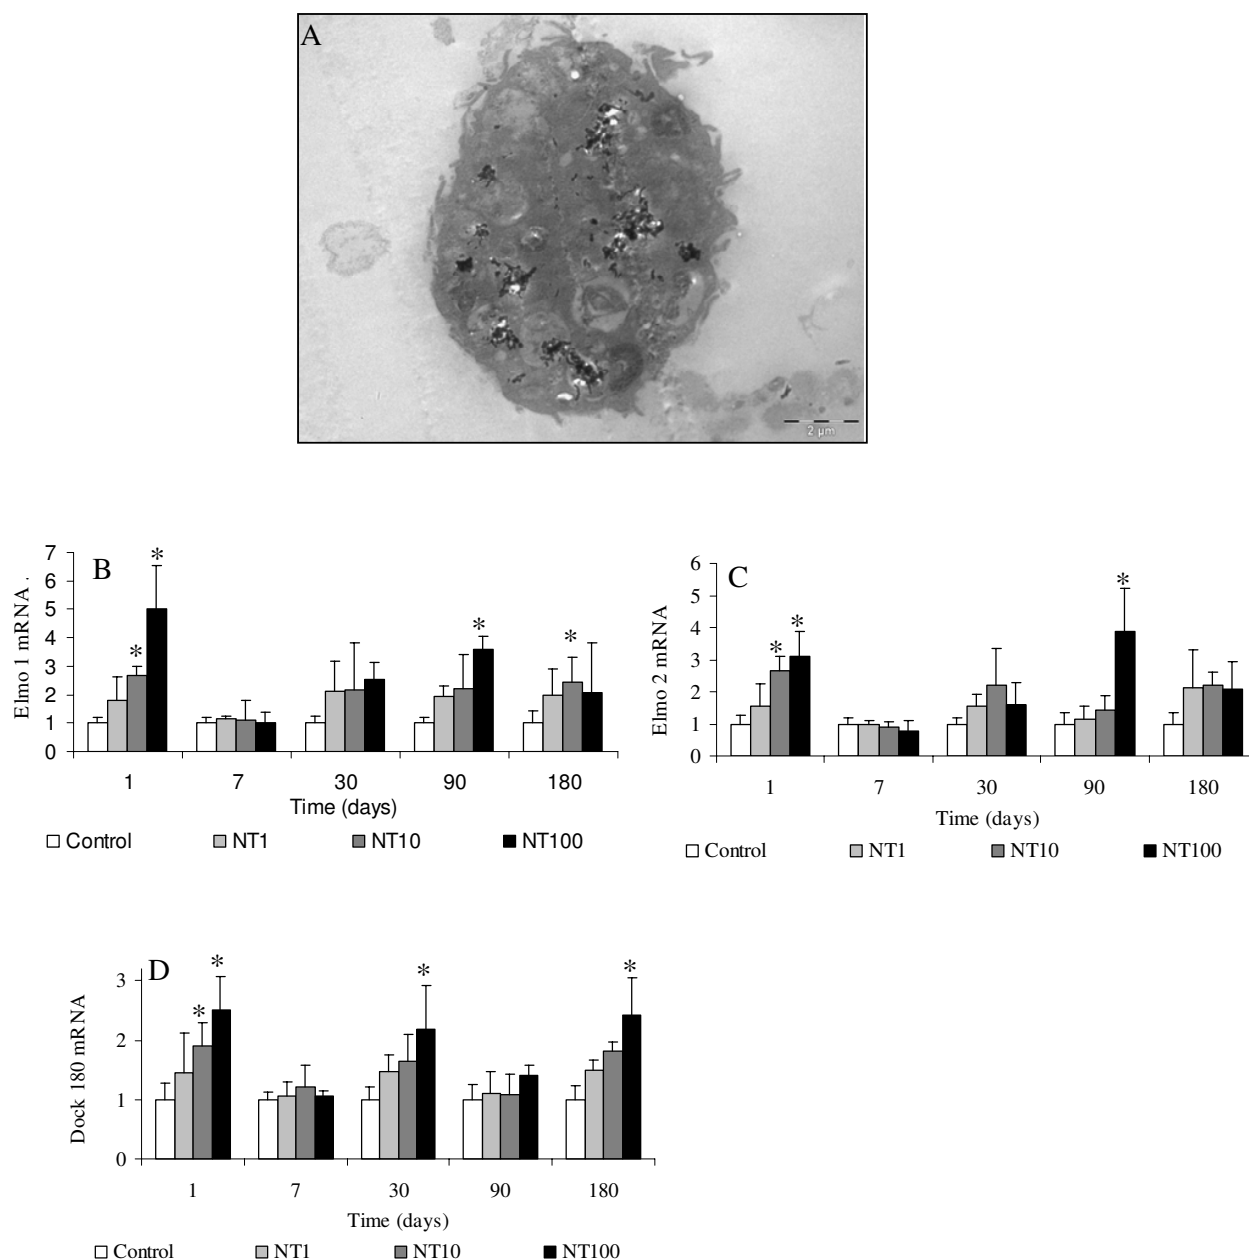 A
2 µm
B
Elmo 1 mRNA .
7
6
5
4
3
2
1
0
*
*
*
*
1 7 30 90 180
Time (days)
Control NT1 NT10 NT100
C
Elmo 2 mRNA
6
5
4
3
2
1
0
*
*
*
1 7 30 90 180
Time (days)
Control NT1 NT10 NT100
D
Dock 180 mRNA
3
2
1
0
*
*
*
*
1 7 30 90 180
Time (days)
Control NT1 NT10 NT100